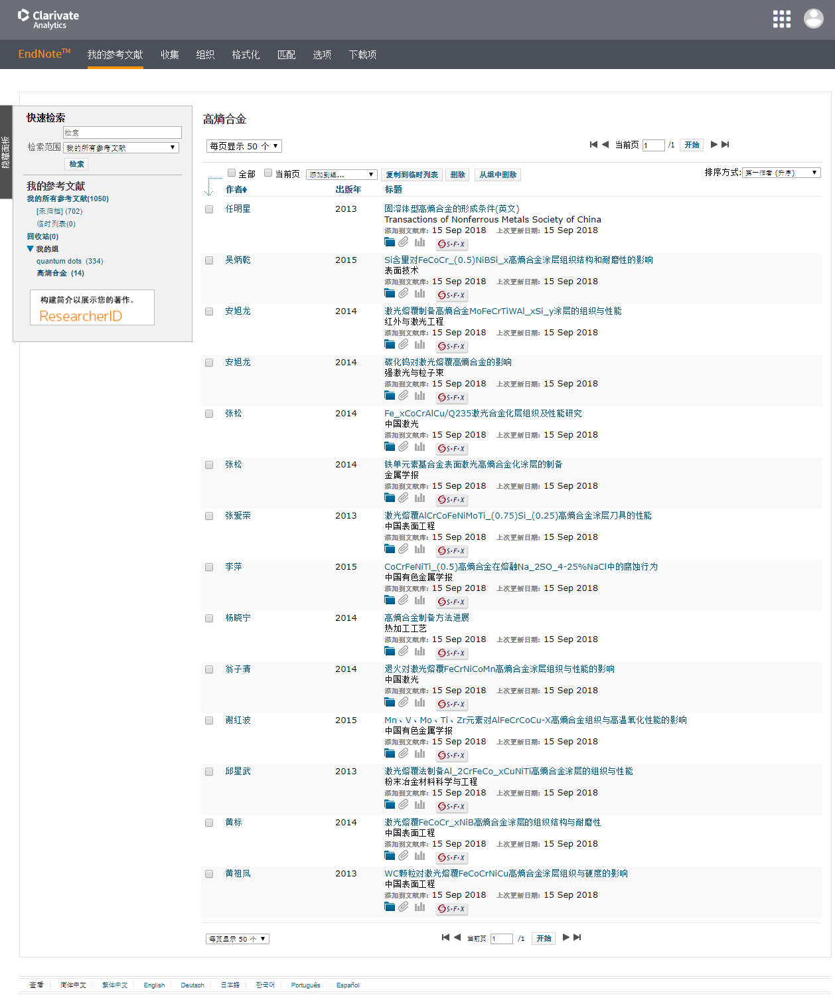 Clarivate
Analytics
EndNote™ 我的参考文献 收集 组织 格式化 匹配 选项 下载项
隐藏面板
快速检索
检索
检索范围 我的所有参考文献
检索
我的参考文献
我的所有参考文献(1050)
[未归档] (702)
临时列表(0)
回收站(0)
我的组
quantum dots (334)
高熵合金 (14)
构建简介以展示您的著作。
ResearcherID
高熵合金
每页显示 50 个 当前页 1 /1 开始
全部 当前页 添加到组... 复制到临时列表 删除 从组中删除 排序方式: 第一作者 (升序)
作者 出版年 标题
任明星 2013 固溶体型高熵合金的形成条件(英文)
Transactions of Nonferrous Metals Society of China
添加到文献库: 15 Sep 2018 上次更新日期: 15 Sep 2018
S·F·X
吴炳乾 2015 Si含量对FeCoCr_(0.5)NiBSi_x高熵合金涂层组织结构和耐磨性的影响
表面技术
添加到文献库: 15 Sep 2018 上次更新日期: 15 Sep 2018
S·F·X
安旭龙 2014 激光熔覆制备高熵合金MoFeCrTiWAl_xSi_y涂层的组织与性能
红外与激光工程
添加到文献库: 15 Sep 2018 上次更新日期: 15 Sep 2018
S·F·X
安旭龙 2014 碳化钨对激光熔覆高熵合金的影响
强激光与粒子束
添加到文献库: 15 Sep 2018 上次更新日期: 15 Sep 2018
S·F·X
张松 2014 Fe_xCoCrAlCu/Q235激光合金化层组织及性能研究
中国激光
添加到文献库: 15 Sep 2018 上次更新日期: 15 Sep 2018
S·F·X
张松 2014 铁单元素基合金表面激光高熵合金化涂层的制备
金属学报
添加到文献库: 15 Sep 2018 上次更新日期: 15 Sep 2018
S·F·X
张爱荣 2013 激光熔覆AlCrCoFeNiMoTi_(0.75)Si_(0.25)高熵合金涂层刀具的性能
中国表面工程
添加到文献库: 15 Sep 2018 上次更新日期: 15 Sep 2018
S·F·X
李萍 2015 CoCrFeNiTi_(0.5)高熵合金在熔融Na_2SO_4-25%NaCl中的腐蚀行为
中国有色金属学报
添加到文献库: 15 Sep 2018 上次更新日期: 15 Sep 2018
S·F·X
杨晓宁 2014 高熵合金制备方法进展
热加工工艺
添加到文献库: 15 Sep 2018 上次更新日期: 15 Sep 2018
S·F·X
翁子清 2014 退火对激光熔覆FeCrNiCoMn高熵合金涂层组织与性能的影响
中国激光
添加到文献库: 15 Sep 2018 上次更新日期: 15 Sep 2018
S·F·X
谢红波 2015 Mn、V、Mo、Ti、Zr元素对AlFeCrCoCu-X高熵合金组织与高温氧化性能的影响
中国有色金属学报
添加到文献库: 15 Sep 2018 上次更新日期: 15 Sep 2018
S·F·X
邱星武 2013 激光熔覆法制备Al_2CrFeCo_xCuNiTi高熵合金涂层的组织与性能
粉末冶金材料科学与工程
添加到文献库: 15 Sep 2018 上次更新日期: 15 Sep 2018
S·F·X
黄标 2014 激光熔覆FeCoCr_xNiB高熵合金涂层的组织结构与耐磨性
中国表面工程
添加到文献库: 15 Sep 2018 上次更新日期: 15 Sep 2018
S·F·X
黄祖凤 2013 WC颗粒对激光熔覆FeCoCrNiCu高熵合金涂层组织与硬度的影响
中国表面工程
添加到文献库: 15 Sep 2018 上次更新日期: 15 Sep 2018
S·F·X
每页显示 50 个 当前页 1 /1 开始
查看 简体中文 繁体中文 English Deutsch 日本語 한국어 Português Español